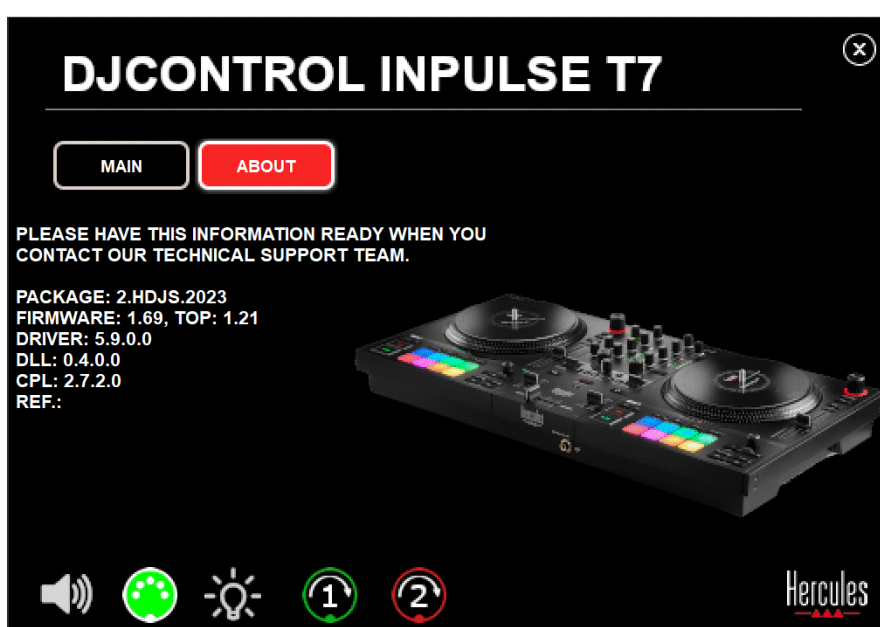 DJCONTROL INPULSE T7
MAIN
ABOUT
PLEASE HAVE THIS INFORMATION READY WHEN YOU
CONTACT OUR TECHNICAL SUPPORT TEAM.
PACKAGE: 2.HDJS.2023
FIRMWARE: 1.69, TOP: 1.21
DRIVER: 5.9.0.0
DLL: 0.4.0.0
CPL: 2.7.2.0
REF.:
1
2
Hercules